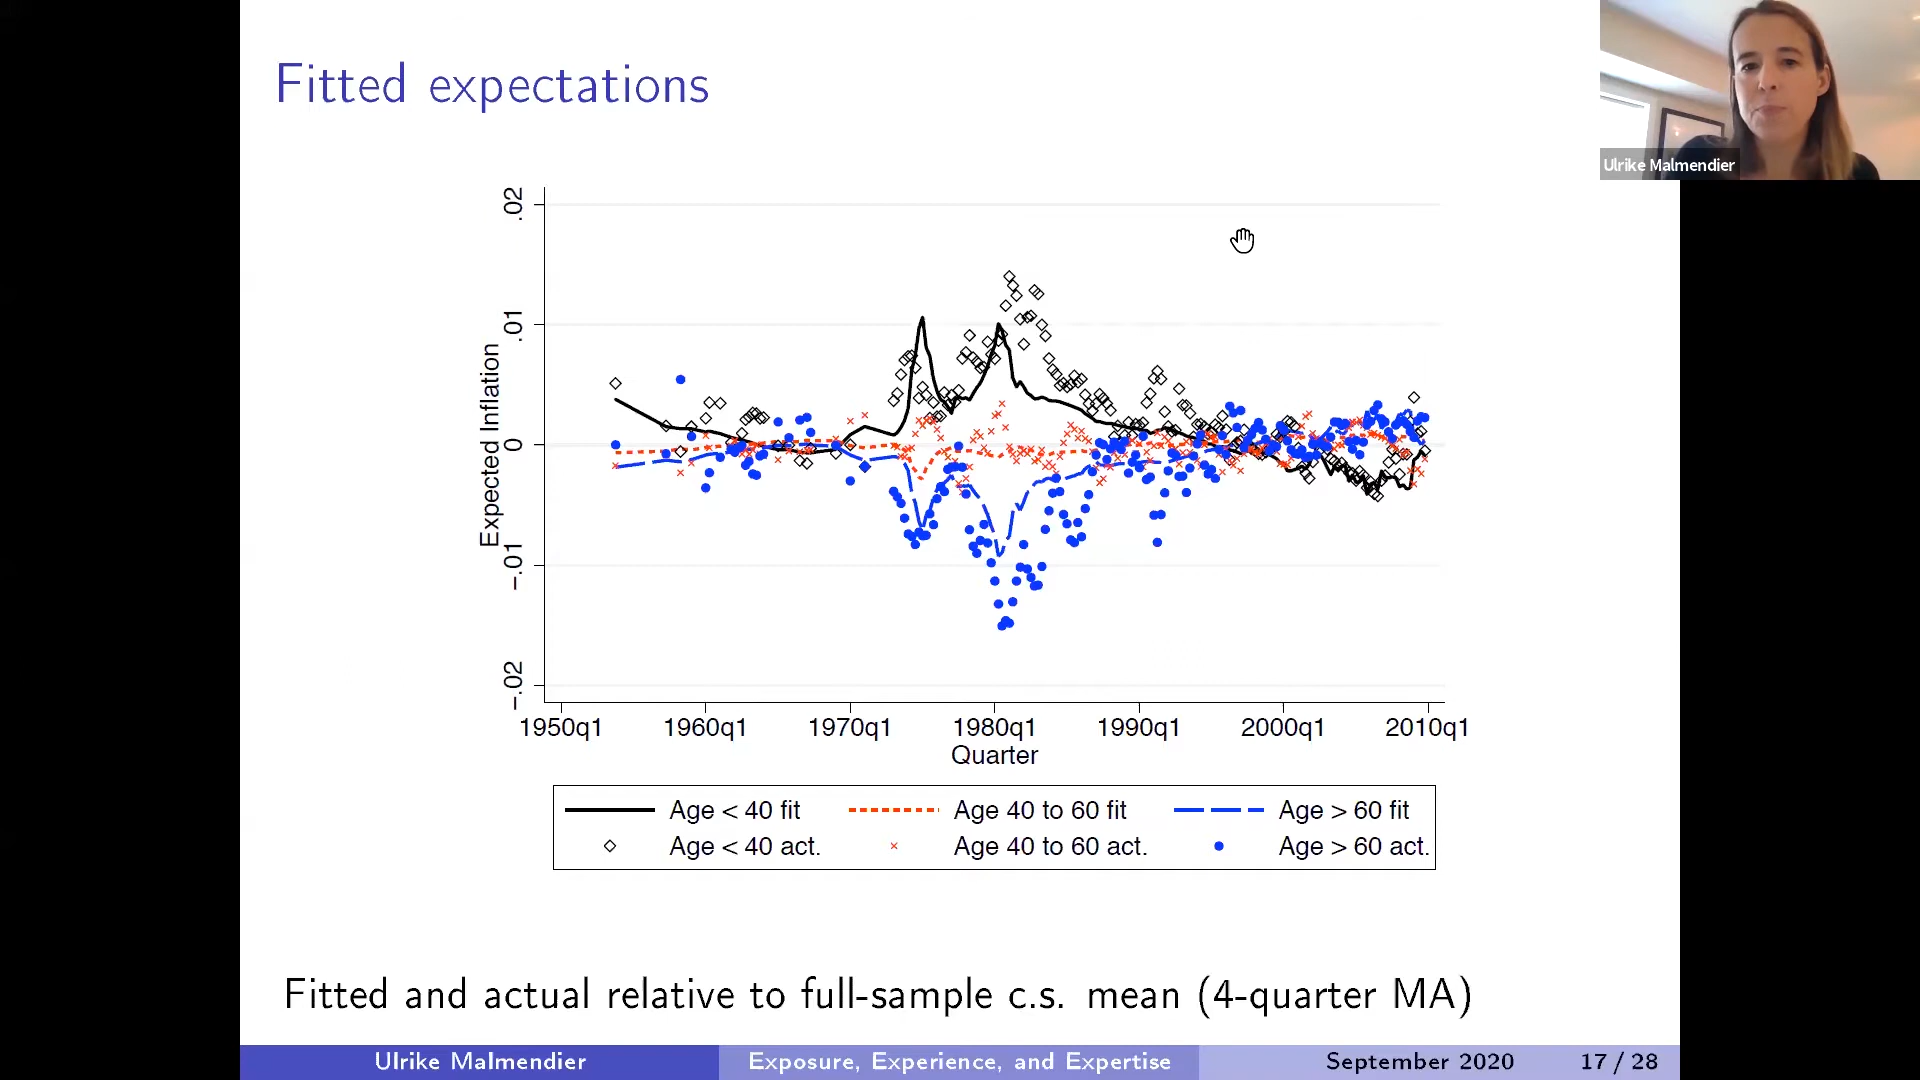 Fitted expectations
Ulrike Malmendier
.02
.01
0
-.01
-.02
Expected Inflation
1950q1 1960q1 1970q1 1980q1 1990q1 2000q1 2010q1
Quarter
Age < 40 fit Age 40 to 60 fit Age > 60 fit
Age < 40 act. Age 40 to 60 act. Age > 60 act.
Fitted and actual relative to full-sample c.s. mean (4-quarter MA)
Ulrike Malmendier Exposure, Experience, and Expertise September 2020 17 / 28